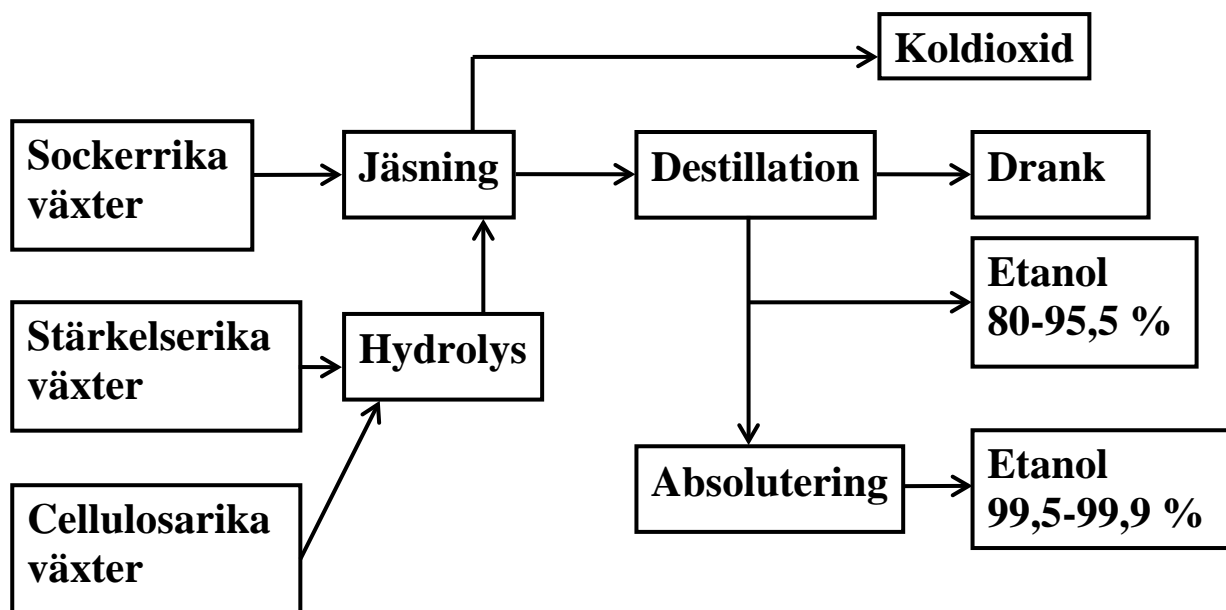 Koldioxid
Sockerrika
växter
Jäsning
Destillation
Drank
Etanol
80-95,5 %
Stärkelserika
växter
Hydrolys
Absolutering
Etanol
99,5-99,9 %
Cellulosarika
växter